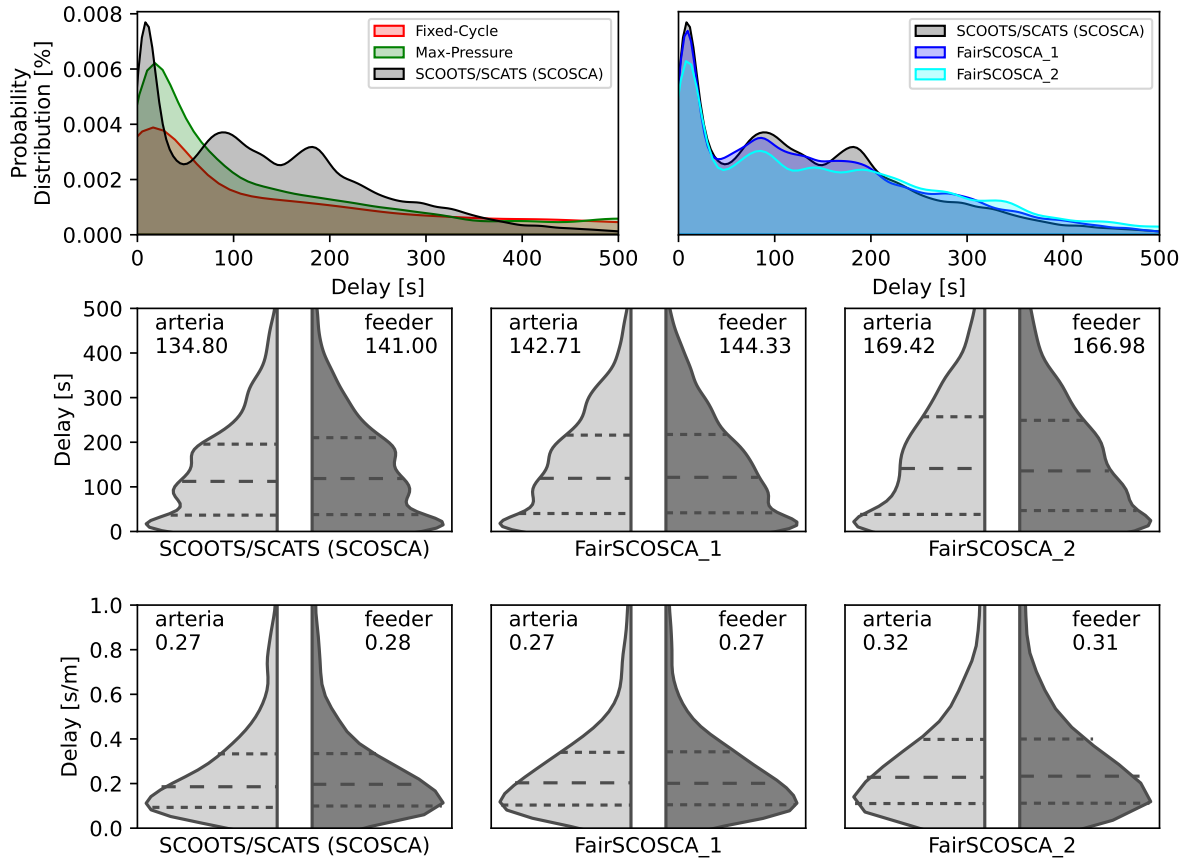 Probability
Distribution [%]
0.008
0.006
0.004
0.002
0.000
Fixed-Cycle
Max-Pressure
SCOOTS/SCATS (SCOSCA)
0 100 200 300 400 500
Delay [s]
SCOOTS/SCATS (SCOSCA)
FairSCOSCA_1
FairSCOSCA_2
0 100 200 300 400 500
Delay [s]
Delay [s]
500
400
300
200
100
0
arteria feeder
134.80 141.00
SCOOTS/SCATS (SCOSCA)
arteria feeder
142.71 144.33
FairSCOSCA_1
arteria feeder
169.42 166.98
FairSCOSCA_2
Delay [s/m]
1.0
0.8
0.6
0.4
0.2
0.0
arteria feeder
0.27 0.28
SCOOTS/SCATS (SCOSCA)
arteria feeder
0.27 0.27
FairSCOSCA_1
arteria feeder
0.32 0.31
FairSCOSCA_2